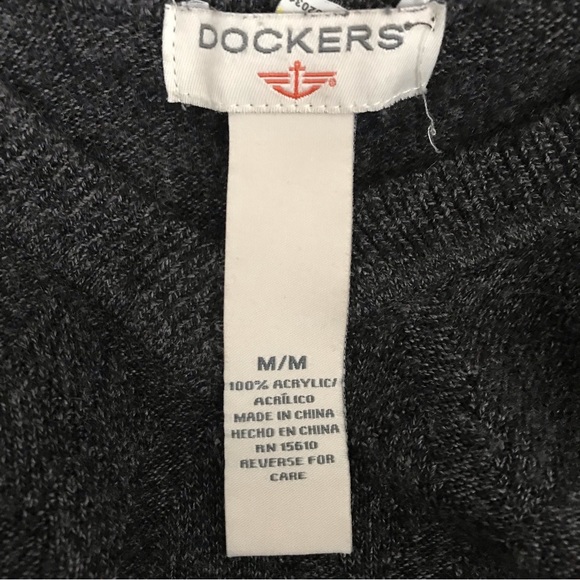 DOCKERS®
®
M/M
100% ACRYLIC/
ACRÍLICO
MADE IN CHINA
HECHO EN CHINA
RN 15610
REVERSE FOR
CARE